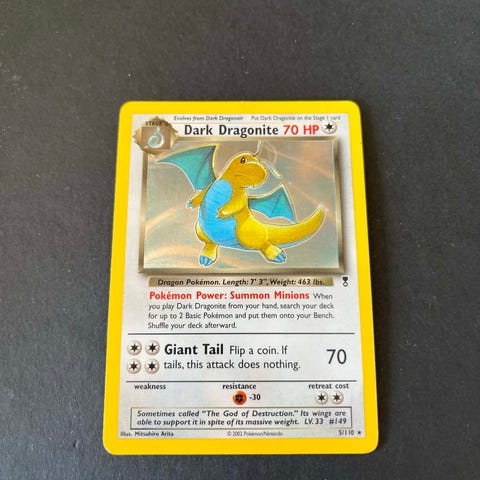 Evolves from Dark Dragonair Put Dark Dragonite on the Stage 1 card
STAGE 2
Dark Dragonite 70 HP
Dragon Pokémon. Length: 7' 3", Weight: 463 lbs.
Pokémon Power: Summon Minions When
you play Dark Dragonite from your hand, search your deck
for up to 2 Basic Pokémon and put them onto your Bench.
Shuffle your deck afterward.
Giant Tail Flip a coin. If 70
tails, this attack does nothing.
weakness resistance retreat cost
-30
Sometimes called "The God of Destruction." Its wings are
able to support it in spite of its massive weight. LV. 33 #149
Illus. Mitsuhiro Arita © 2002 Pokémon/Nintendo 5/110